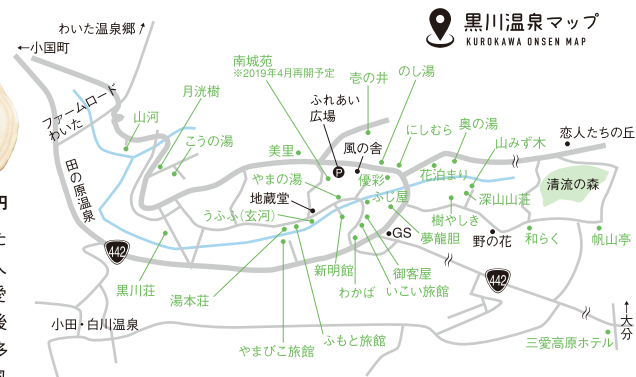 黒川温泉マップ
KUROKAWA ONSEN MAP
わいた温泉郷↗
←小国町
南城苑
※2019年4月再開予定
壱の井
のし湯
ファームロード
わいた
月洸樹
山河
こうの湯
ふれあい
広場
風の舎
にしむら
奥の湯
山みず木
恋人たちの丘
美里
P
優彩
花泊まり
清流の森
田の原温泉
やまの湯
地蔵堂
ふじ屋
深山山荘
うふふ(玄河)
樹やしき
夢龍胆
GS
野の花
和らく
帆山亭
442
黒川荘
湯本荘
新明館
御客屋
わかば
いこい旅館
442
小田・白川温泉
やまびこ旅館
ふもと旅館
三愛高原ホテル
↑大分
円
た
人
愛
後
多